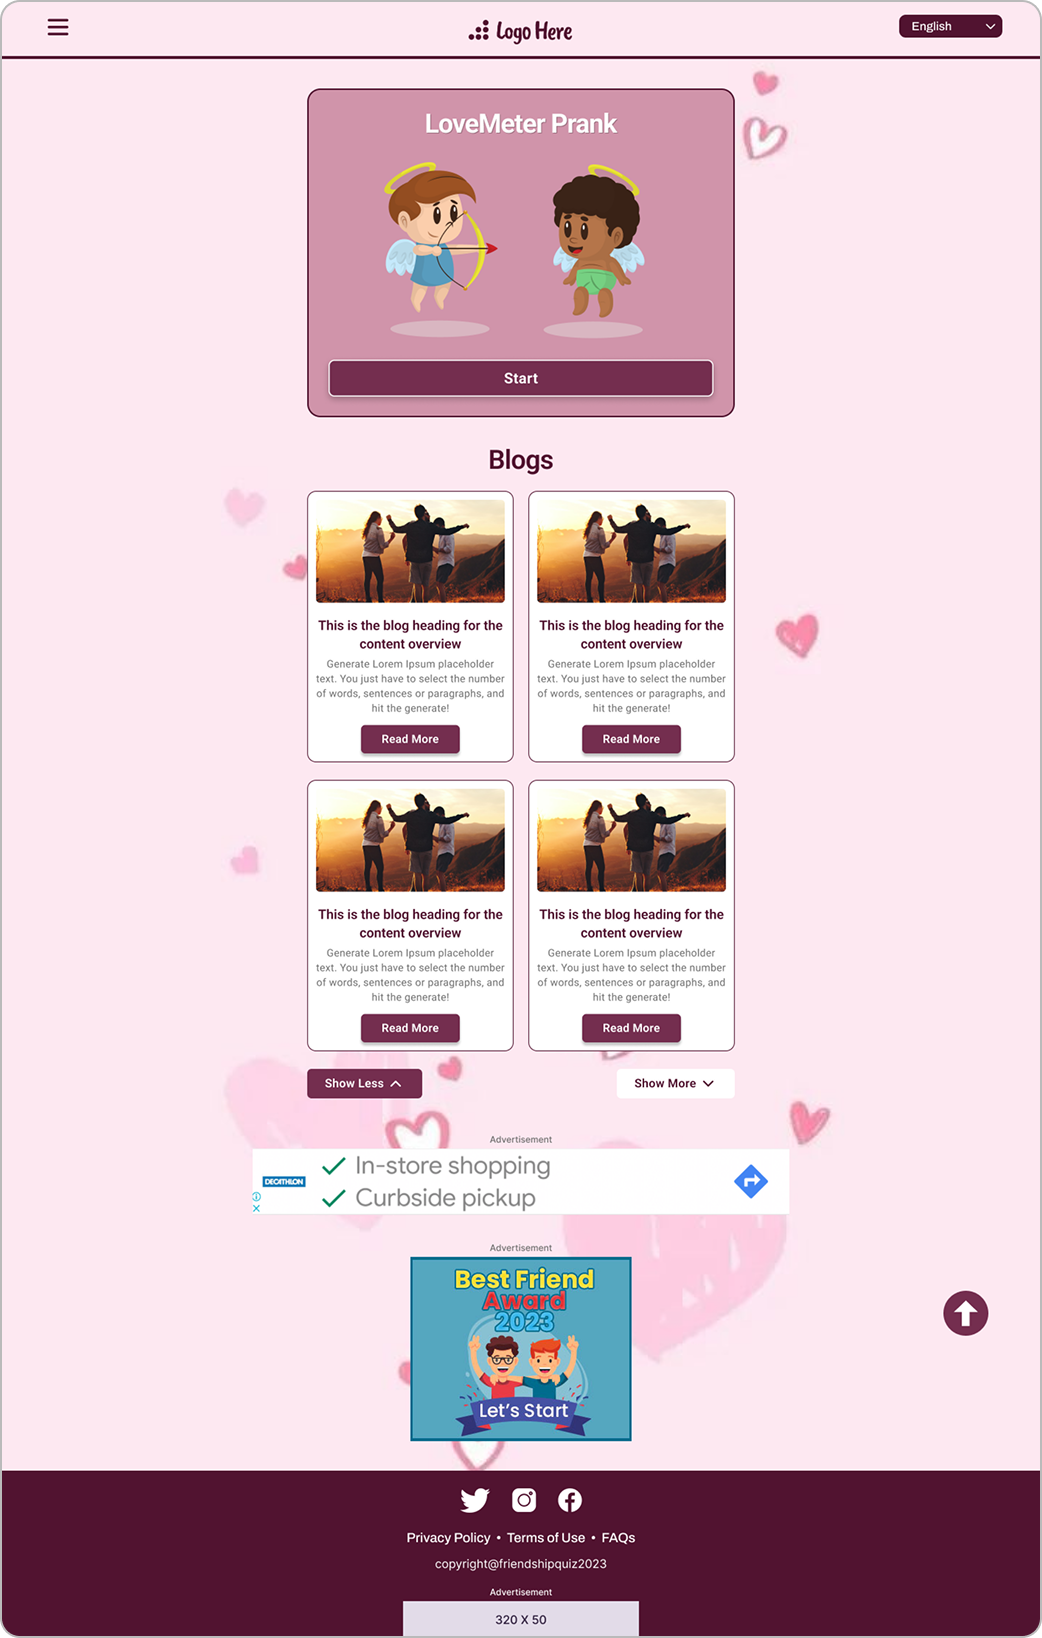 Logo Here
English
LoveMeter Prank
Start
Blogs
This is the blog heading for the
content overview
Generate Lorem Ipsum placeholder
text. You just have to select the number
of words, sentences or paragraphs, and
hit the generate!
Read More
This is the blog heading for the
content overview
Generate Lorem Ipsum placeholder
text. You just have to select the number
of words, sentences or paragraphs, and
hit the generate!
Read More
This is the blog heading for the
content overview
Generate Lorem Ipsum placeholder
text. You just have to select the number
of words, sentences or paragraphs, and
hit the generate!
Read More
This is the blog heading for the
content overview
Generate Lorem Ipsum placeholder
text. You just have to select the number
of words, sentences or paragraphs, and
hit the generate!
Read More
Show Less
Show More
Advertisement
DECATHLON
In-store shopping
Curbside pickup
Advertisement
Best Friend
Award
2023
Let's Start
Privacy Policy • Terms of Use • FAQs
copyright@friendshipquiz2023
Advertisement
320 X 50